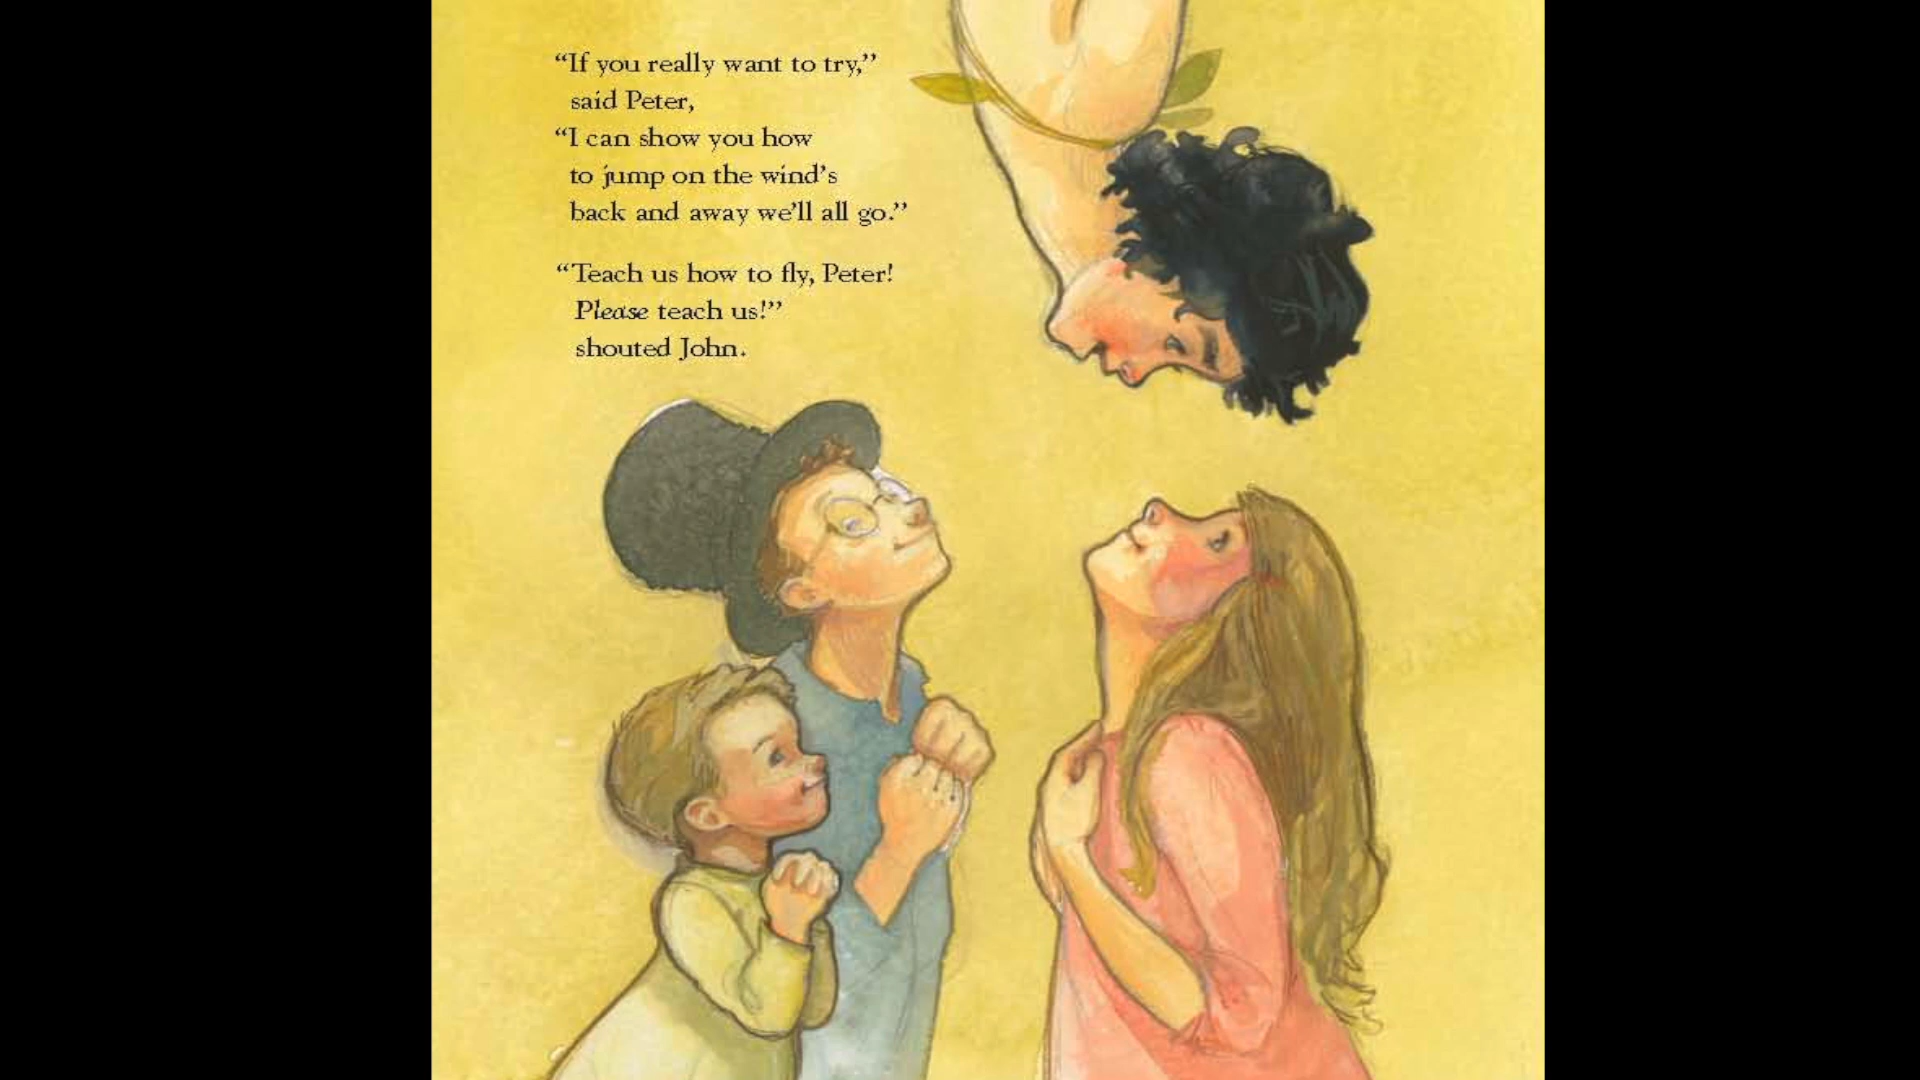 “If you really want to try,”
said Peter,
“I can show you how
to jump on the wind’s
back and away we’ll all go.”
“Teach us how to fly, Peter!
Please teach us!”
shouted John.